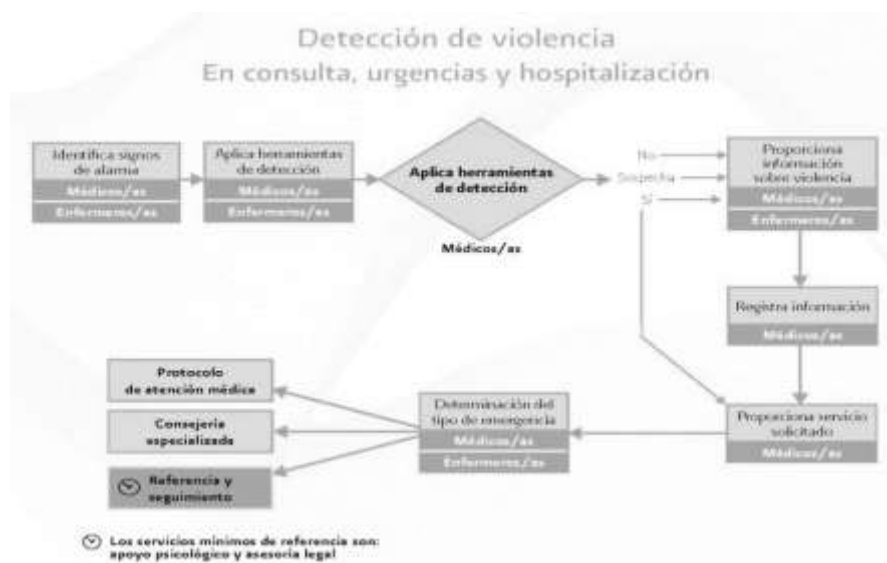 Detección de violencia
En consulta, urgencias y hospitalización
Identifica signos
de alarma
Médicos/as
Enfermeros/as
Aplica herramientas
de detección
Médicos/as
Enfermeros/as
Aplica herramientas
de detección
Médicos/as
No
Sospecha
Sí
Proporciona
información
sobre violencia
Médicos/as
Enfermeros/as
Registra información
Médicos/as
Proporciona servicio
solicitado
Médicos/as
Determinación del
tipo de emergencia
Médicos/as
Enfermeros/as
Protocolo
de atención médica
Consejería
especializada
Referencia y
seguimiento
Los servicios mínimos de referencia son:
apoyo psicológico y asesoría legal